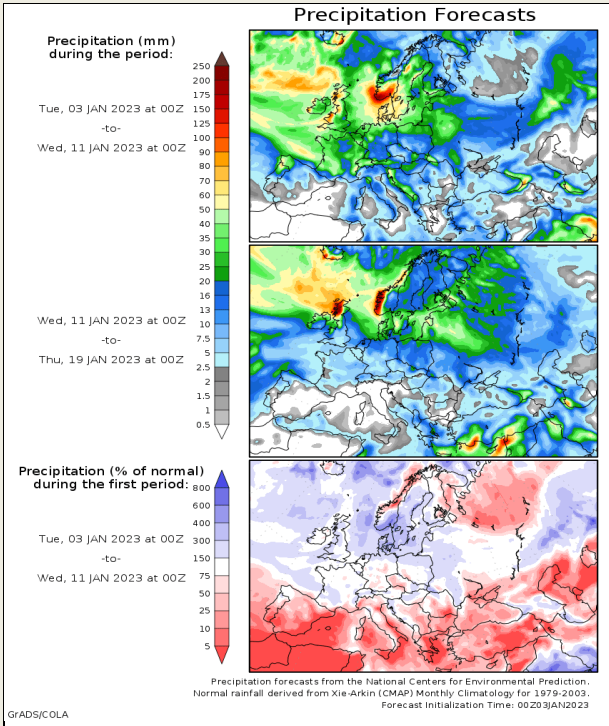 Precipitation Forecasts
Precipitation (mm)
during the period:
250
200
175
150
125
100
90
80
70
60
50
40
35
30
25
20
16
13
10
7.5
5
2.5
2
1.5
1
0.5
Tue, 03 JAN 2023 at 00Z
-to-
Wed, 11 JAN 2023 at 00Z
Wed, 11 JAN 2023 at 00Z
-to-
Thu, 19 JAN 2023 at 00Z
Precipitation (% of normal)
during the first period:
800
600
400
300
150
75
50
25
10
5
Tue, 03 JAN 2023 at 00Z
-to-
Wed, 11 JAN 2023 at 00Z
Precipitation forecasts from the National Centers for Environmental Prediction.
Normal rainfall derived from Xie-Arkin (CMAP) Monthly Climatology for 1979-2003.
Forecast Initialization Time: 00Z03JAN2023
GrADS/COLA